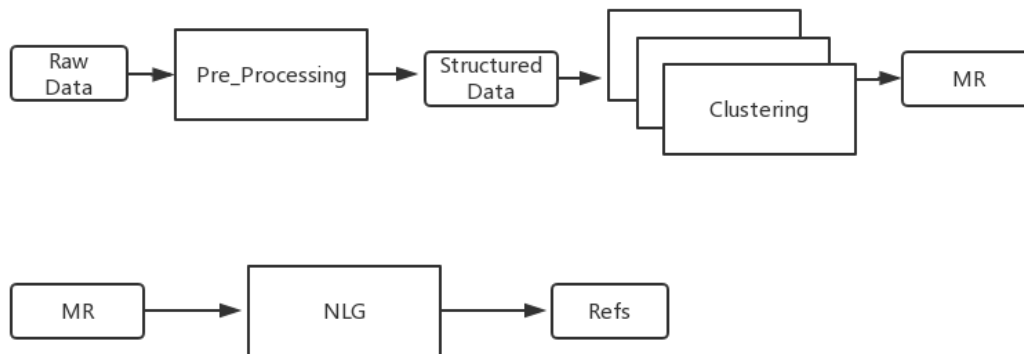 Raw
Data
Pre_Processing
Structured
Data
Clustering
MR
MR
NLG
Refs